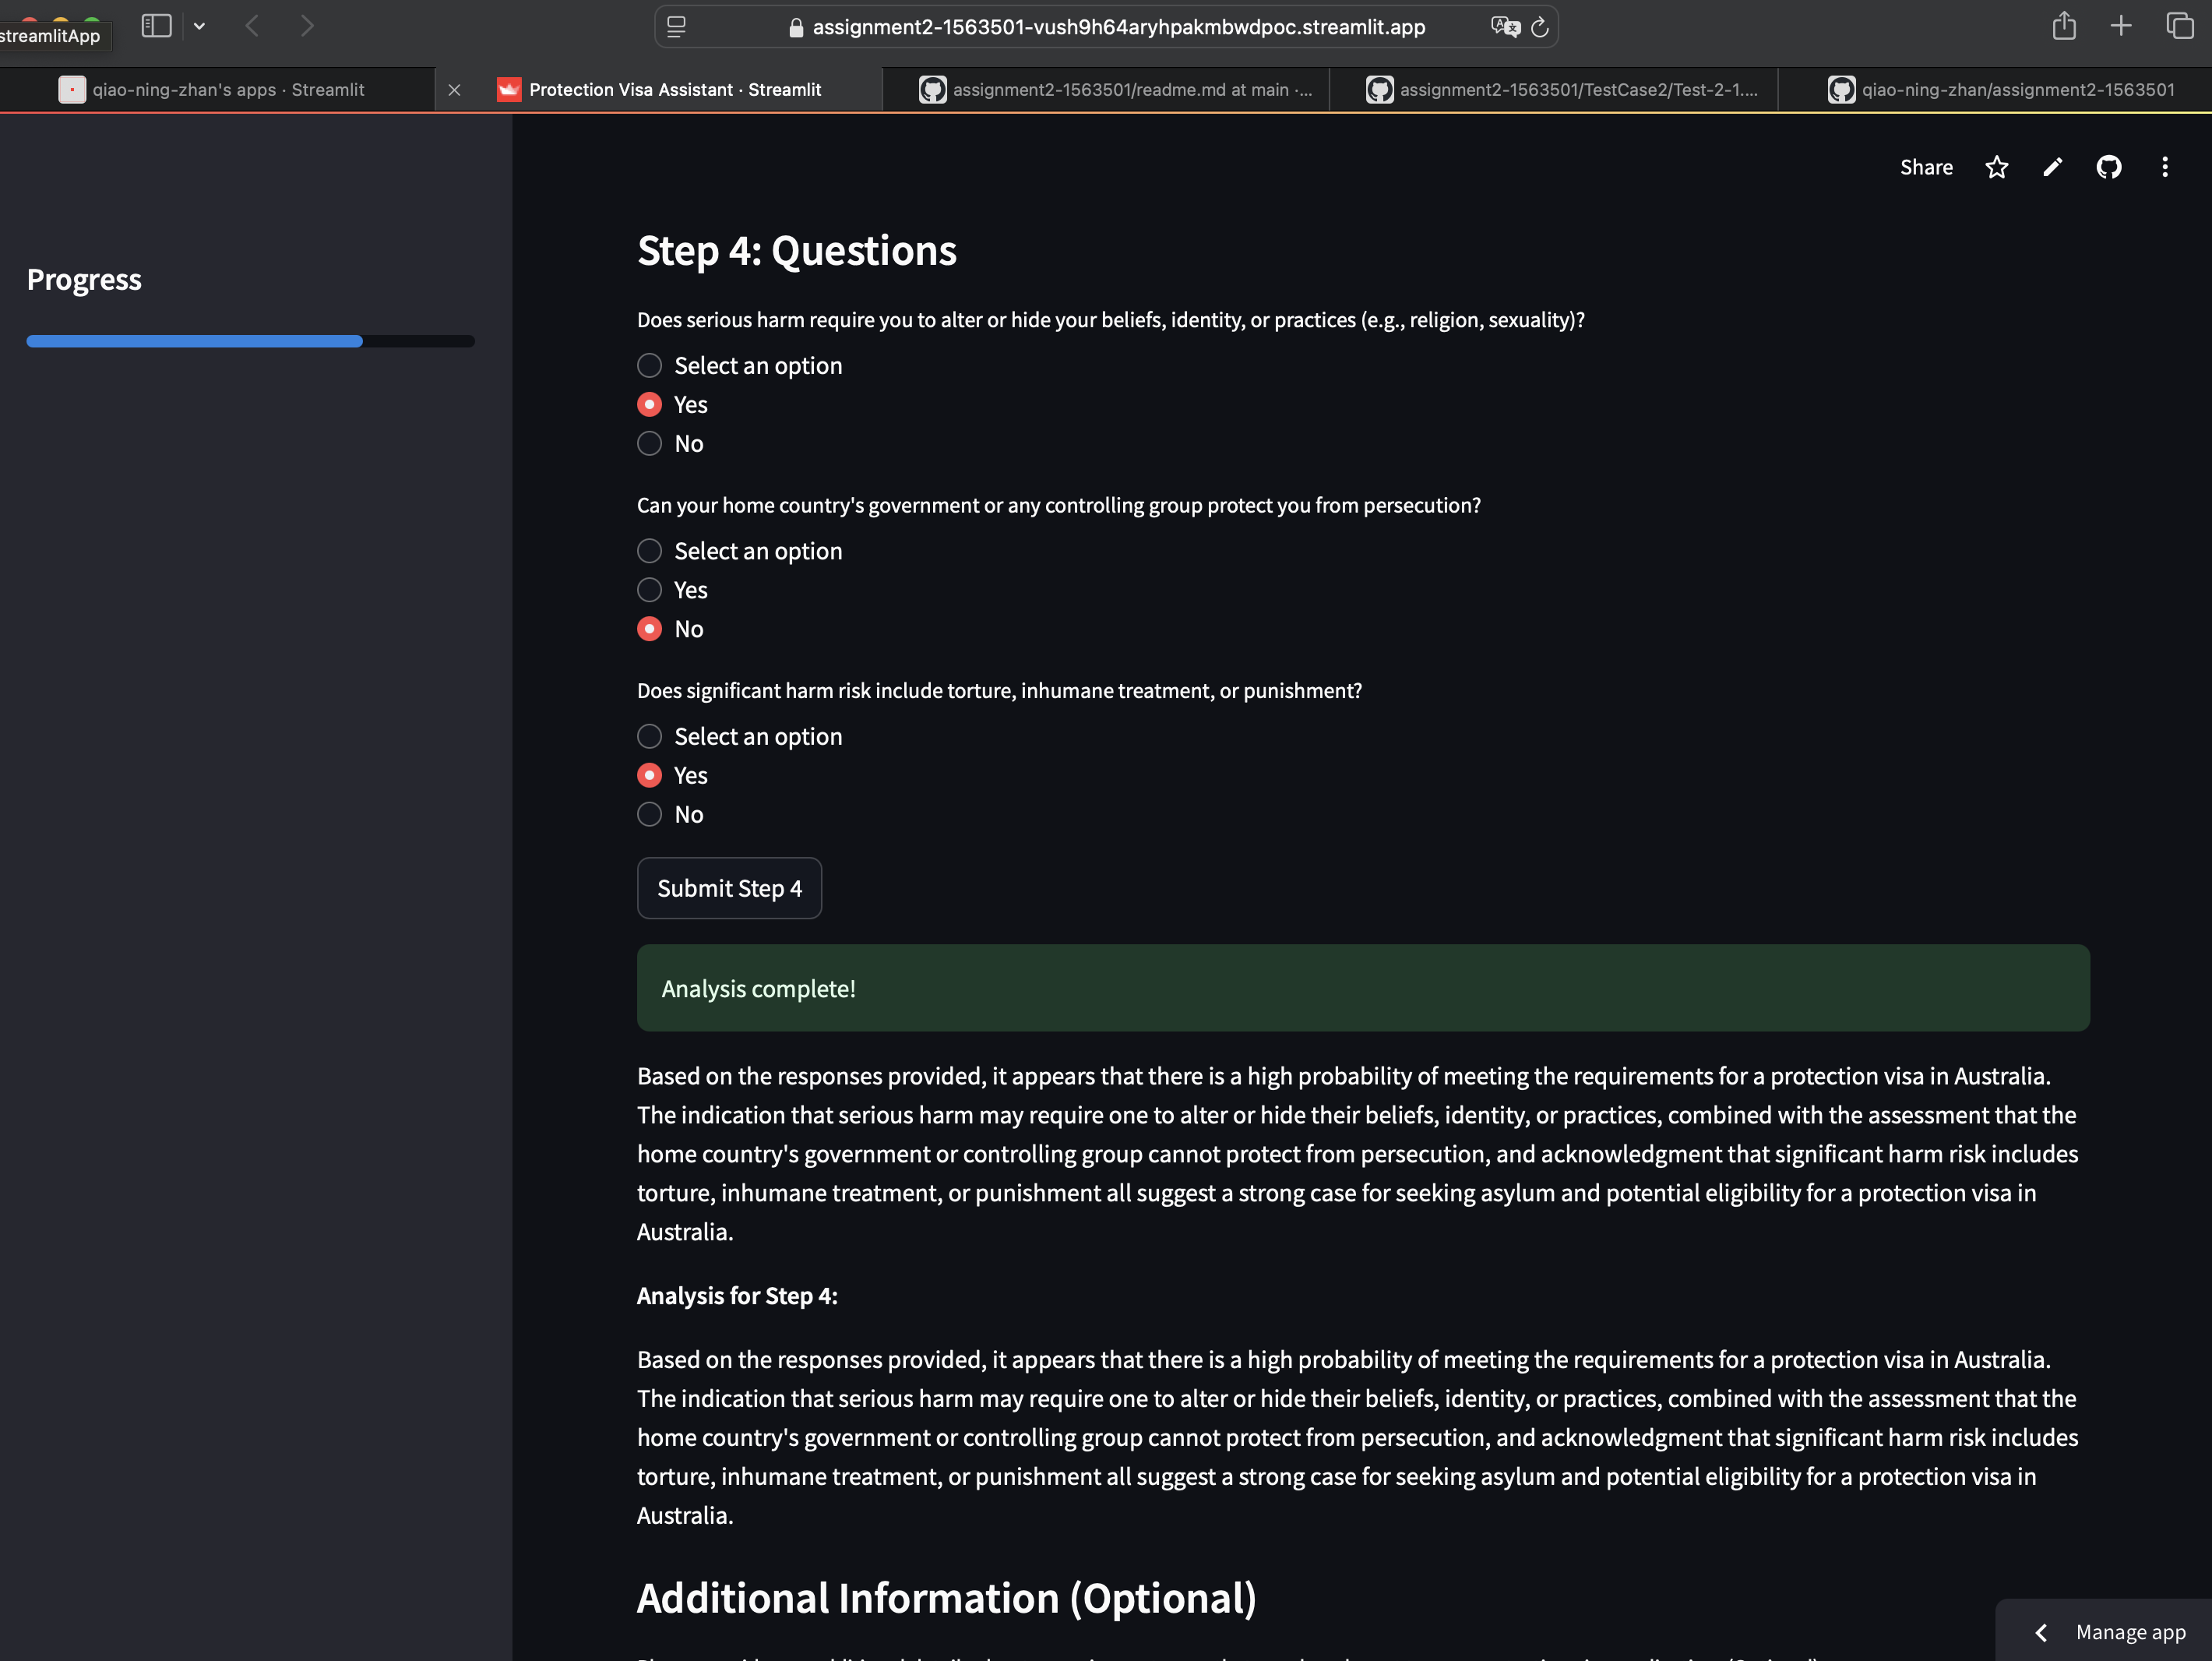 streamlitApp
assignment2-1563501-vush9h64aryhpakmbwdpoc.streamlit.app
qiao-ning-zhan's apps · Streamlit
Protection Visa Assistant · Streamlit
assignment2-1563501/readme.md at main ·...
assignment2-1563501/TestCase2/Test-2-1....
qiao-ning-zhan/assignment2-1563501
Share
Progress
Step 4: Questions
Does serious harm require you to alter or hide your beliefs, identity, or practices (e.g., religion, sexuality)?
Select an option
Yes
No
Can your home country's government or any controlling group protect you from persecution?
Select an option
Yes
No
Does significant harm risk include torture, inhumane treatment, or punishment?
Select an option
Yes
No
Submit Step 4
Analysis complete!
Based on the responses provided, it appears that there is a high probability of meeting the requirements for a protection visa in Australia.
The indication that serious harm may require one to alter or hide their beliefs, identity, or practices, combined with the assessment that the
home country's government or controlling group cannot protect from persecution, and acknowledgment that significant harm risk includes
torture, inhumane treatment, or punishment all suggest a strong case for seeking asylum and potential eligibility for a protection visa in
Australia.
Analysis for Step 4:
Based on the responses provided, it appears that there is a high probability of meeting the requirements for a protection visa in Australia.
The indication that serious harm may require one to alter or hide their beliefs, identity, or practices, combined with the assessment that the
home country's government or controlling group cannot protect from persecution, and acknowledgment that significant harm risk includes
torture, inhumane treatment, or punishment all suggest a strong case for seeking asylum and potential eligibility for a protection visa in
Australia.
Additional Information (Optional)
Manage app